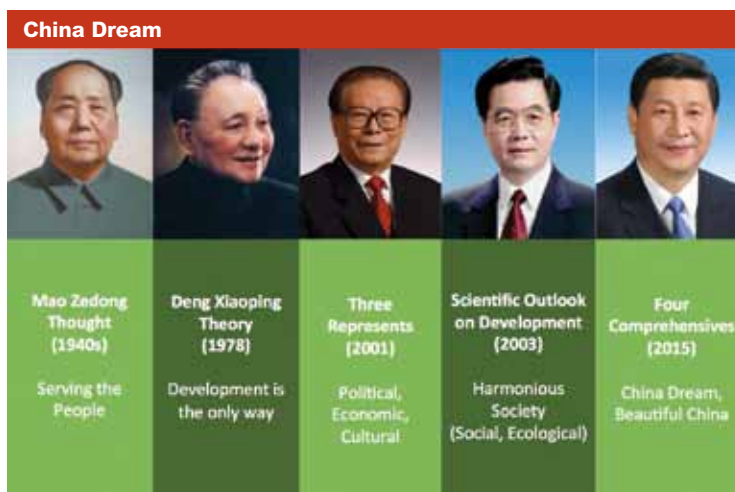 China Dream
Mao Zedong
Thought
(1940s)
Serving the
People
Deng Xiaoping
Theory
(1978)
Development is
the only way
Three
Represents
(2001)
Political,
Economic,
Cultural
Scientific Outlook
on Development
(2003)
Harmonious
Society
(Social, Ecological)
Four
Comprehensives
(2015)
China Dream,
Beautiful China